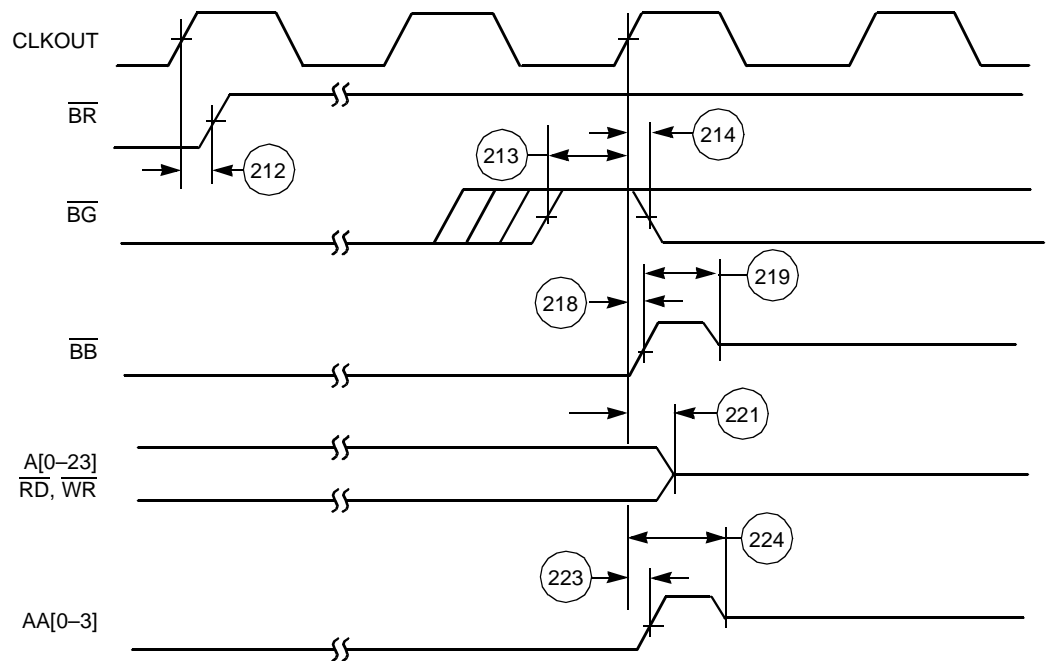 CLKOUT
BR
212
213
214
BG
218
219
BB
221
A[0–23]
RD, WR
224
223
AA[0–3]